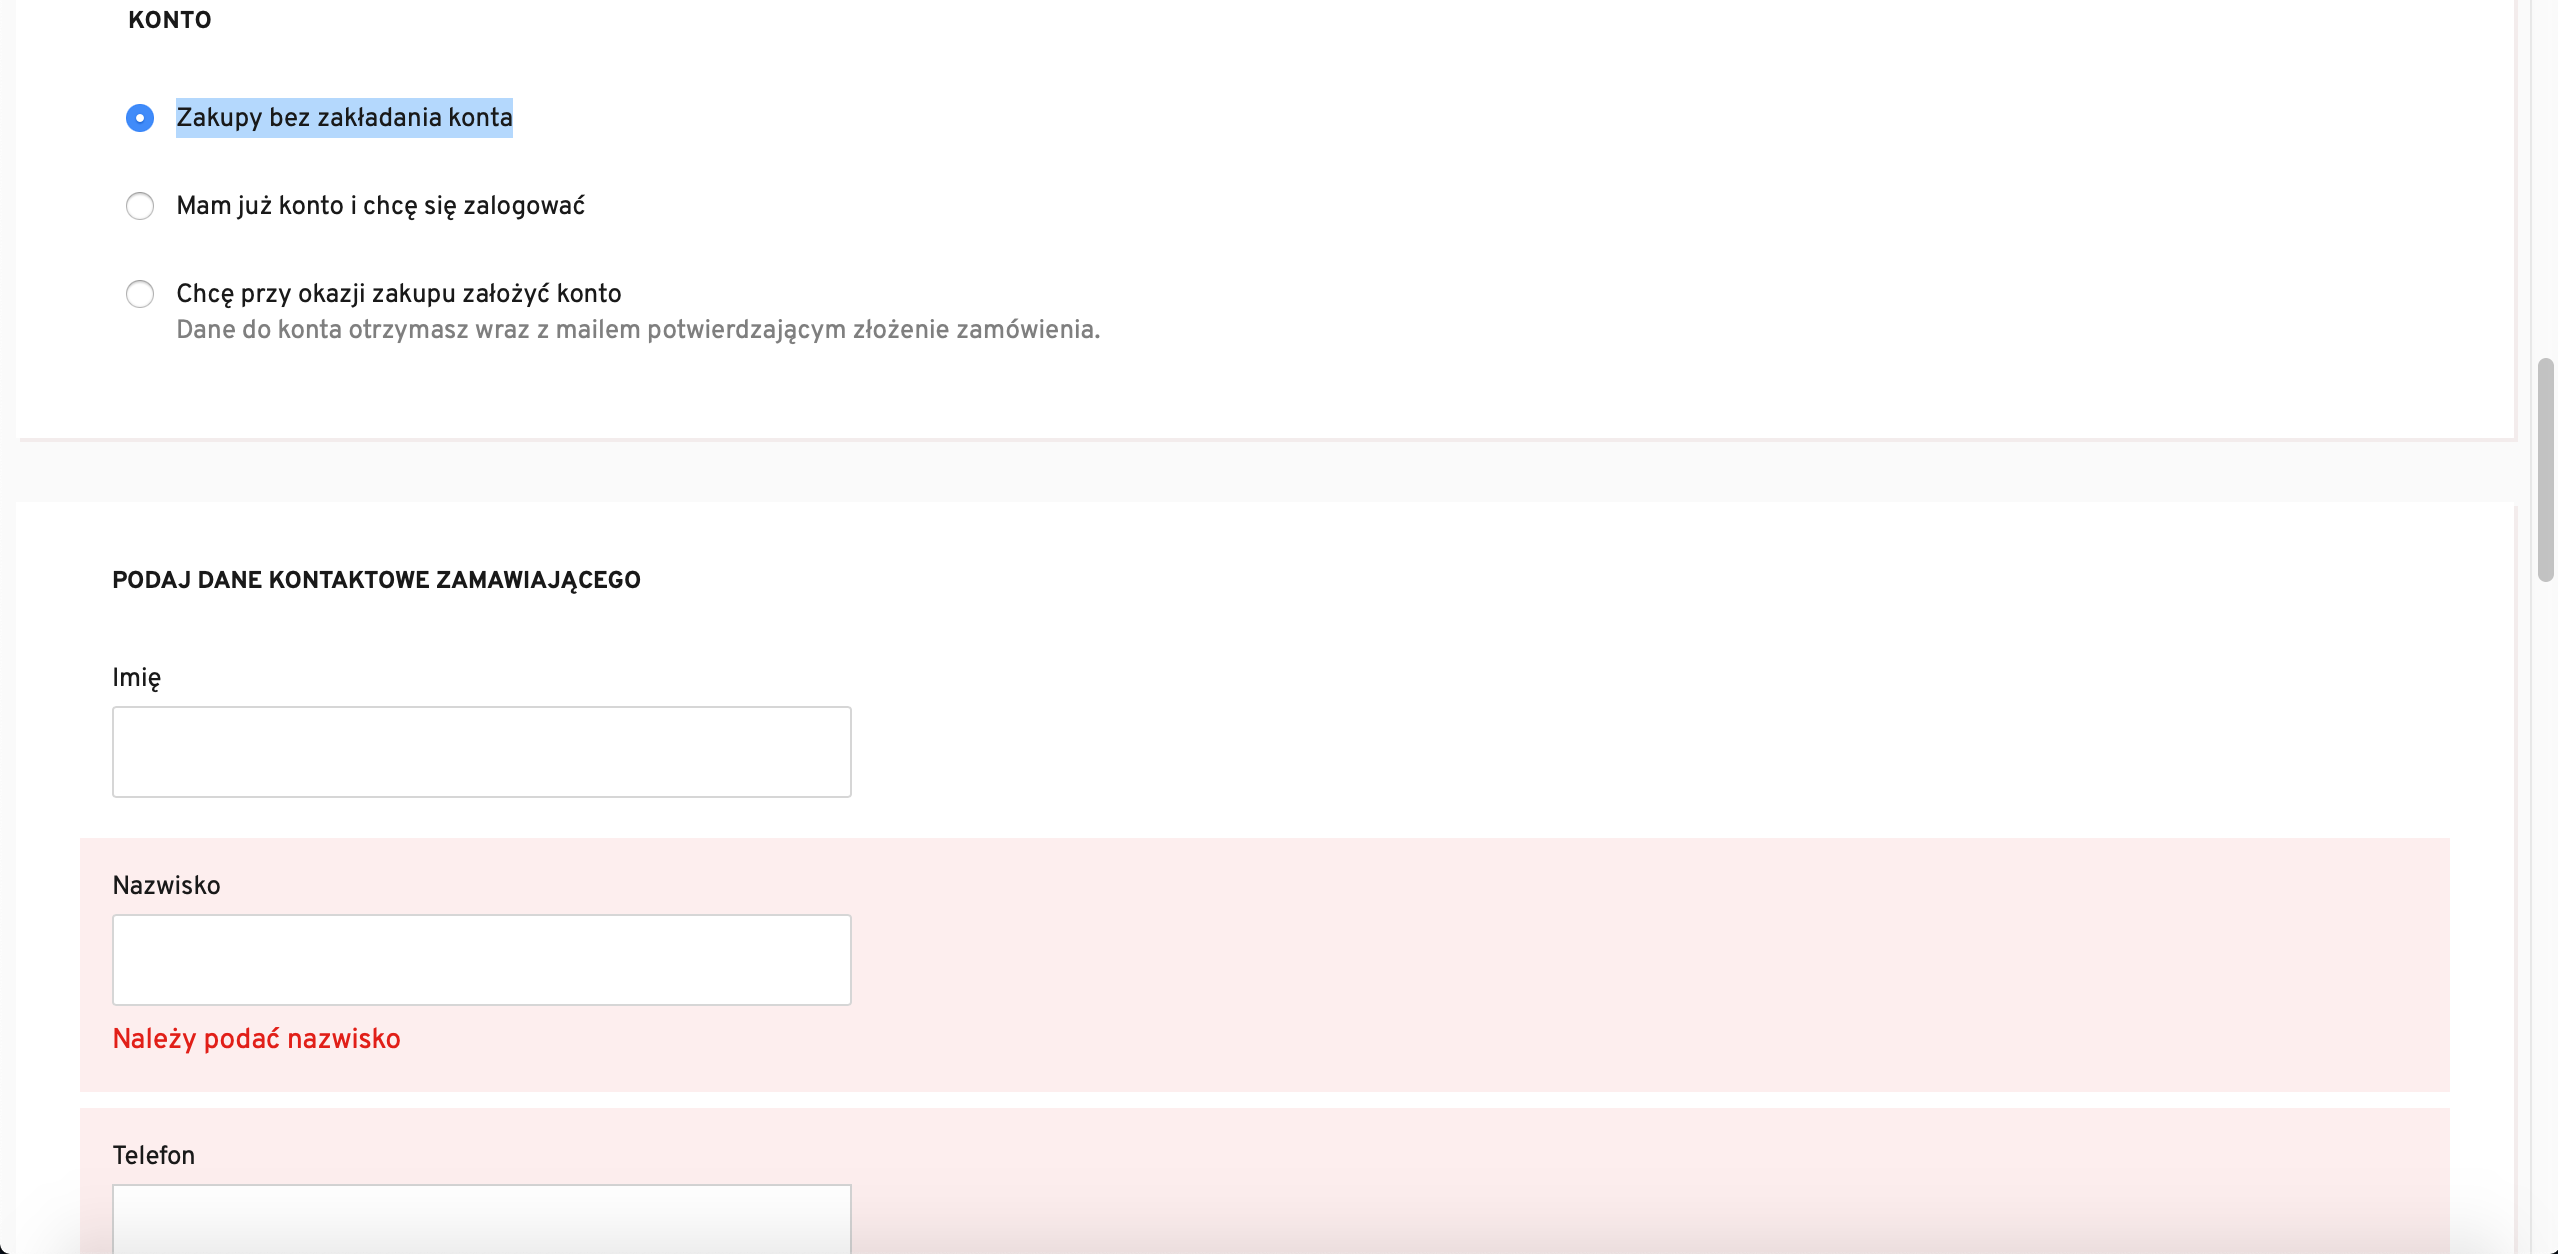 KONTO
Zakupy bez zakładania konta
Mam już konto i chcę się zalogować
Chcę przy okazji zakupu założyć konto
Dane do konta otrzymasz wraz z mailem potwierdzającym złożenie zamówienia.
PODAJ DANE KONTAKTOWE ZAMAWIAJĄCEGO
Imię
Nazwisko
Należy podać nazwisko
Telefon